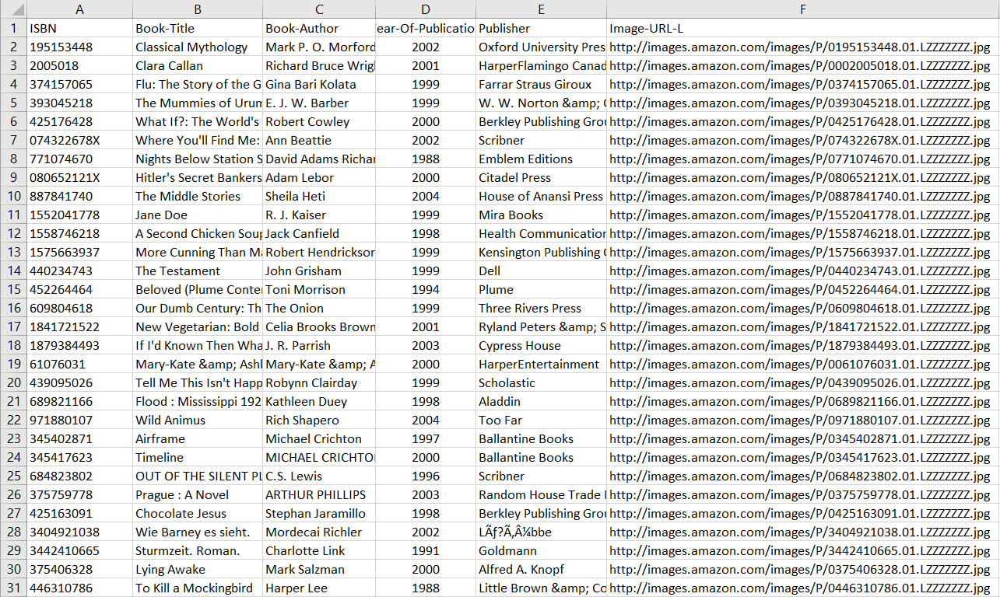 A B C D E F
1 ISBN Book-Title Book-Author ear-Of-Publicatio Publisher Image-URL-L
2 195153448 Classical Mythology Mark P. O. Morford 2002 Oxford University Pres http://images.amazon.com/images/P/0195153448.01.LZZZZZZZ.jpg
3 2005018 Clara Callan Richard Bruce Wrig 2001 HarperFlamingo Canad http://images.amazon.com/images/P/0002005018.01.LZZZZZZZ.jpg
4 374157065 Flu: The Story of the G Gina Bari Kolata 1999 Farrar Straus Giroux http://images.amazon.com/images/P/0374157065.01.LZZZZZZZ.jpg
5 393045218 The Mummies of Urum E. J. W. Barber 1999 W. W. Norton &amp; C http://images.amazon.com/images/P/0393045218.01.LZZZZZZZ.jpg
6 425176428 What If?: The World's Robert Cowley 2000 Berkley Publishing Grou http://images.amazon.com/images/P/0425176428.01.LZZZZZZZ.jpg
7 074322678X Where You'll Find Me: Ann Beattie 2002 Scribner http://images.amazon.com/images/P/074322678X.01.LZZZZZZZ.jpg
8 771074670 Nights Below Station S David Adams Richar 1988 Emblem Editions http://images.amazon.com/images/P/0771074670.01.LZZZZZZZ.jpg
9 080652121X Hitler's Secret Bankers Adam Lebor 2000 Citadel Press http://images.amazon.com/images/P/080652121X.01.LZZZZZZZ.jpg
10 887841740 The Middle Stories Sheila Heti 2004 House of Anansi Press http://images.amazon.com/images/P/0887841740.01.LZZZZZZZ.jpg
11 1552041778 Jane Doe R. J. Kaiser 1999 Mira Books http://images.amazon.com/images/P/1552041778.01.LZZZZZZZ.jpg
12 1558746218 A Second Chicken Soup Jack Canfield 1998 Health Communication http://images.amazon.com/images/P/1558746218.01.LZZZZZZZ.jpg
13 1575663937 More Cunning Than Ma Robert Hendrickson 1999 Kensington Publishing C http://images.amazon.com/images/P/1575663937.01.LZZZZZZZ.jpg
14 440234743 The Testament John Grisham 1999 Dell http://images.amazon.com/images/P/0440234743.01.LZZZZZZZ.jpg
15 452264464 Beloved (Plume Conter Toni Morrison 1994 Plume http://images.amazon.com/images/P/0452264464.01.LZZZZZZZ.jpg
16 609804618 Our Dumb Century: Th The Onion 1999 Three Rivers Press http://images.amazon.com/images/P/0609804618.01.LZZZZZZZ.jpg
17 1841721522 New Vegetarian: Bold Celia Brooks Brown 2001 Ryland Peters &amp; S http://images.amazon.com/images/P/1841721522.01.LZZZZZZZ.jpg
18 1879384493 If I'd Known Then Wha J. R. Parrish 2003 Cypress House http://images.amazon.com/images/P/1879384493.01.LZZZZZZZ.jpg
19 61076031 Mary-Kate &amp; Ashl Mary-Kate &amp; A 2000 HarperEntertainment http://images.amazon.com/images/P/0061076031.01.LZZZZZZZ.jpg
20 439095026 Tell Me This Isn't Happ Robynn Clairday 1999 Scholastic http://images.amazon.com/images/P/0439095026.01.LZZZZZZZ.jpg
21 689821166 Flood : Mississippi 192 Kathleen Duey 1998 Aladdin http://images.amazon.com/images/P/0689821166.01.LZZZZZZZ.jpg
22 971880107 Wild Animus Rich Shapero 2004 Too Far http://images.amazon.com/images/P/0971880107.01.LZZZZZZZ.jpg
23 345402871 Airframe Michael Crichton 1997 Ballantine Books http://images.amazon.com/images/P/0345402871.01.LZZZZZZZ.jpg
24 345417623 Timeline MICHAEL CRICHTO 2000 Ballantine Books http://images.amazon.com/images/P/0345417623.01.LZZZZZZZ.jpg
25 684823802 OUT OF THE SILENT PL C.S. Lewis 1996 Scribner http://images.amazon.com/images/P/0684823802.01.LZZZZZZZ.jpg
26 375759778 Prague : A Novel ARTHUR PHILLIPS 2003 Random House Trade http://images.amazon.com/images/P/0375759778.01.LZZZZZZZ.jpg
27 425163091 Chocolate Jesus Stephan Jaramillo 1998 Berkley Publishing Grou http://images.amazon.com/images/P/0425163091.01.LZZZZZZZ.jpg
28 3404921038 Wie Barney es sieht. Mordecai Richler 2002 LÃƒ?Ã‚Â¼bbe http://images.amazon.com/images/P/3404921038.01.LZZZZZZZ.jpg
29 3442410665 Sturmzeit. Roman. Charlotte Link 1991 Goldmann http://images.amazon.com/images/P/3442410665.01.LZZZZZZZ.jpg
30 375406328 Lying Awake Mark Salzman 2000 Alfred A. Knopf http://images.amazon.com/images/P/0375406328.01.LZZZZZZZ.jpg
31 446310786 To Kill a Mockingbird Harper Lee 1988 Little Brown &amp; Co http://images.amazon.com/images/P/0446310786.01.LZZZZZZZ.jpg